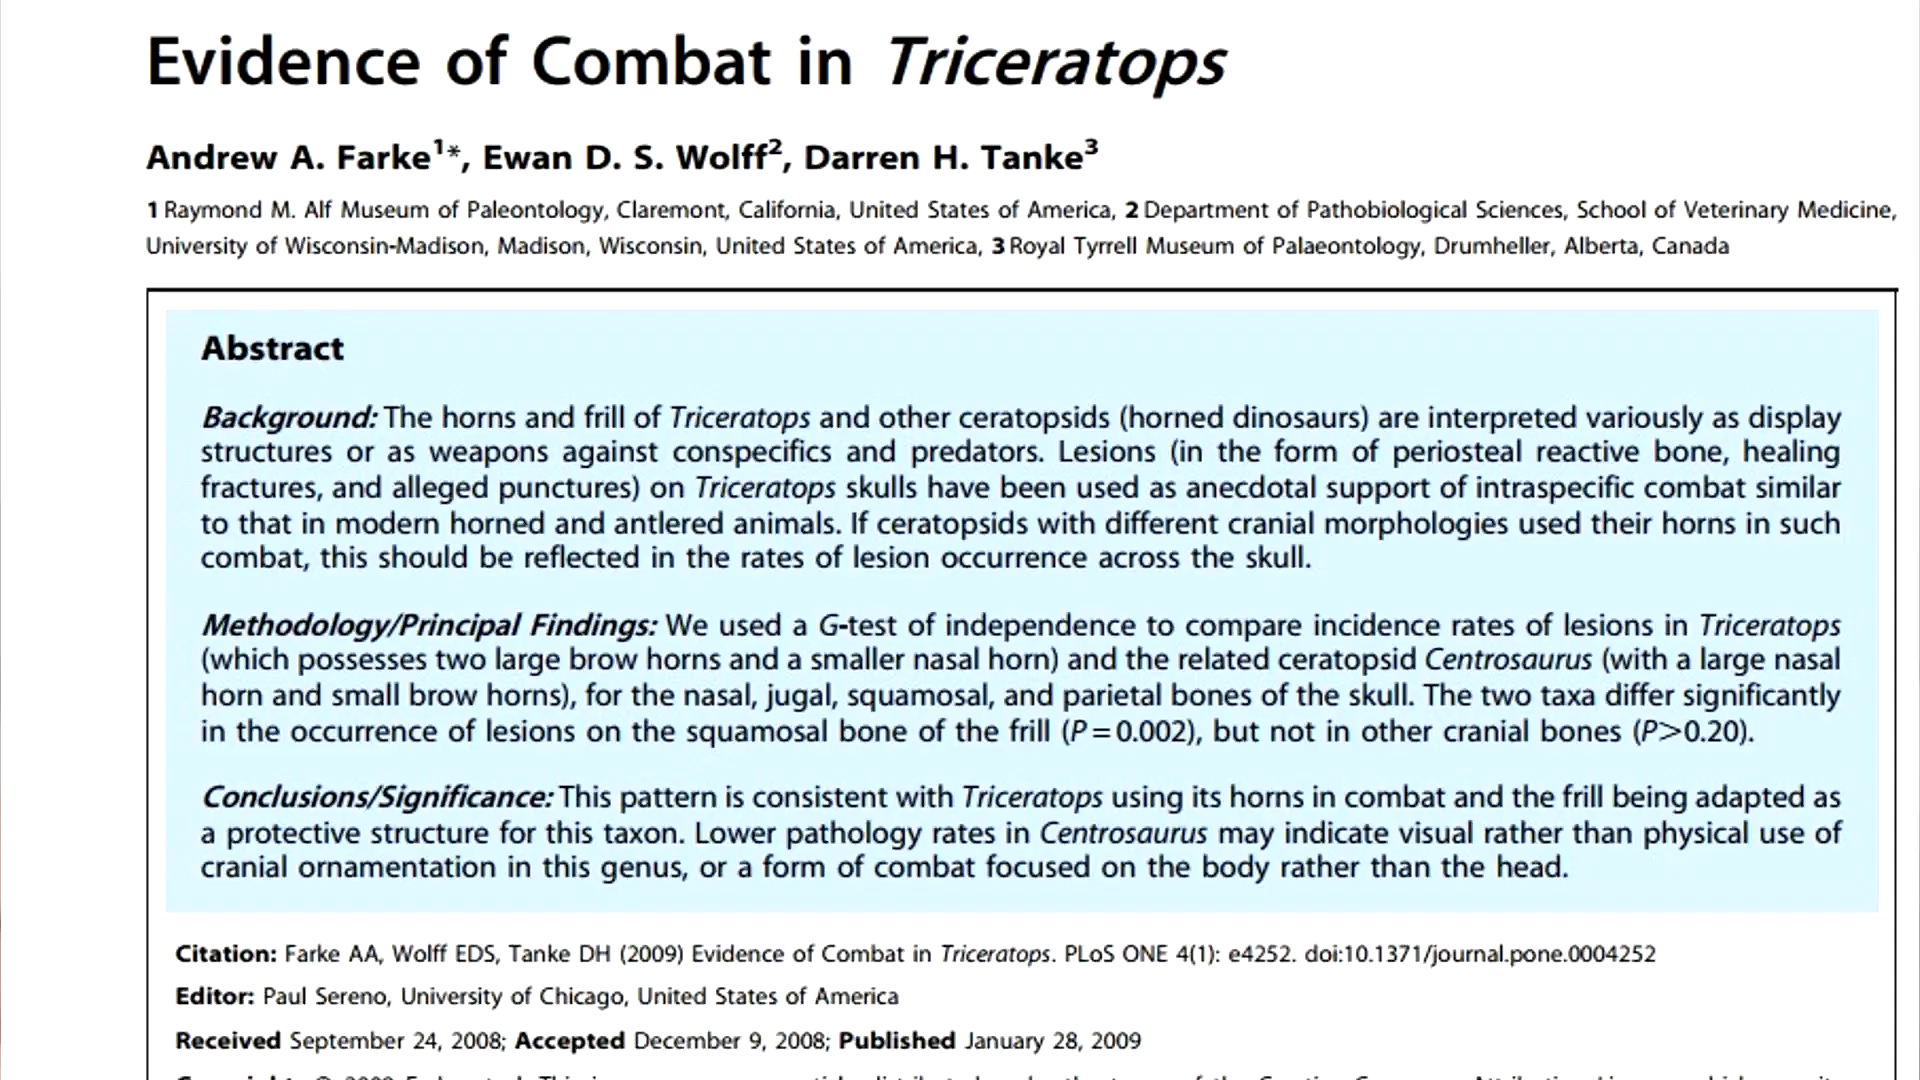 Evidence of Combat in Triceratops
Andrew A. Farke1*, Ewan D. S. Wolff2, Darren H. Tanke3
1 Raymond M. Alf Museum of Paleontology, Claremont, California, United States of America, 2 Department of Pathobiological Sciences, School of Veterinary Medicine,
University of Wisconsin-Madison, Madison, Wisconsin, United States of America, 3 Royal Tyrrell Museum of Palaeontology, Drumheller, Alberta, Canada
Abstract
Background: The horns and frill of Triceratops and other ceratopsids (horned dinosaurs) are interpreted variously as display
structures or as weapons against conspecifics and predators. Lesions (in the form of periosteal reactive bone, healing
fractures, and alleged punctures) on Triceratops skulls have been used as anecdotal support of intraspecific combat similar
to that in modern horned and antlered animals. If ceratopsids with different cranial morphologies used their horns in such
combat, this should be reflected in the rates of lesion occurrence across the skull.
Methodology/Principal Findings: We used a G-test of independence to compare incidence rates of lesions in Triceratops
(which possesses two large brow horns and a smaller nasal horn) and the related ceratopsid Centrosaurus (with a large nasal
horn and small brow horns), for the nasal, jugal, squamosal, and parietal bones of the skull. The two taxa differ significantly
in the occurrence of lesions on the squamosal bone of the frill (P = 0.002), but not in other cranial bones (P>0.20).
Conclusions/Significance: This pattern is consistent with Triceratops using its horns in combat and the frill being adapted as
a protective structure for this taxon. Lower pathology rates in Centrosaurus may indicate visual rather than physical use of
cranial ornamentation in this genus, or a form of combat focused on the body rather than the head.
Citation: Farke AA, Wolff EDS, Tanke DH (2009) Evidence of Combat in Triceratops. PLoS ONE 4(1): e4252. doi:10.1371/journal.pone.0004252
Editor: Paul Sereno, University of Chicago, United States of America
Received September 24, 2008; Accepted December 9, 2008; Published January 28, 2009